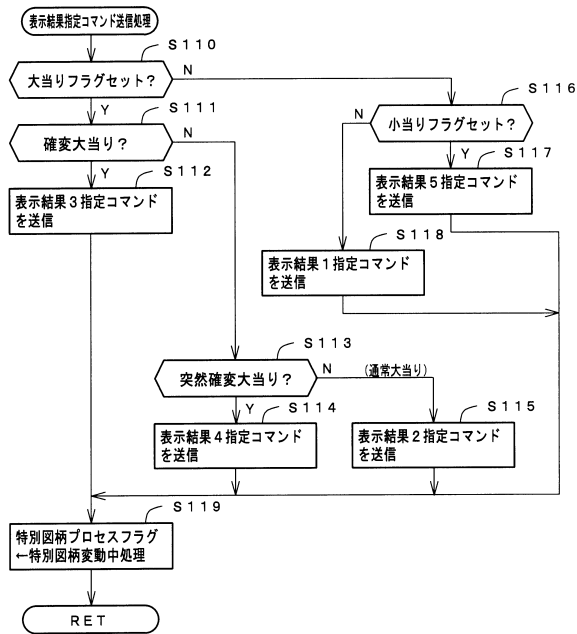 表示結果指定コマンド送信処理
S110
大当りフラグセット？
N
Y
S111
確変大当り？
N
Y
S112
表示結果3指定コマンド
を送信
S116
小当りフラグセット？
N
Y
S117
表示結果5指定コマンド
を送信
S118
表示結果1指定コマンド
を送信
S113
突然確変大当り？
N
(通常大当り)
Y
S114
表示結果4指定コマンド
を送信
S115
表示結果2指定コマンド
を送信
S119
特別図柄プロセスフラグ
←特別図柄変動中処理
RET